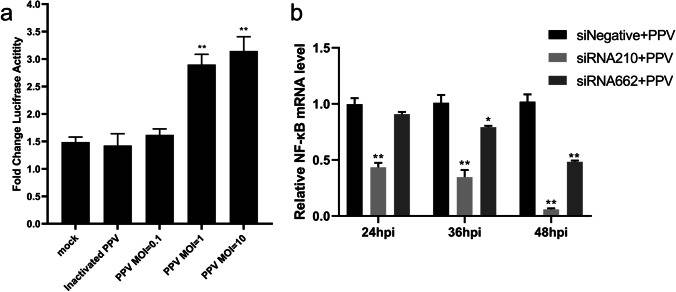 a
Fold Change Lucifrase Actitity
4.0
3.5
3.0
2.5
2.0
1.5
1.0
0.5
0.0
**
**
mock
Inactivated PPV
PPV MOI=0.1
PPV MOI=1
PPV MOI=10
b
Relative NF-κB mRNA level
1.5
1.0
0.5
0.0
siNegative+PPV
siRNA210+PPV
siRNA662+PPV
**
**
*
**
**
24hpi
36hpi
48hpi